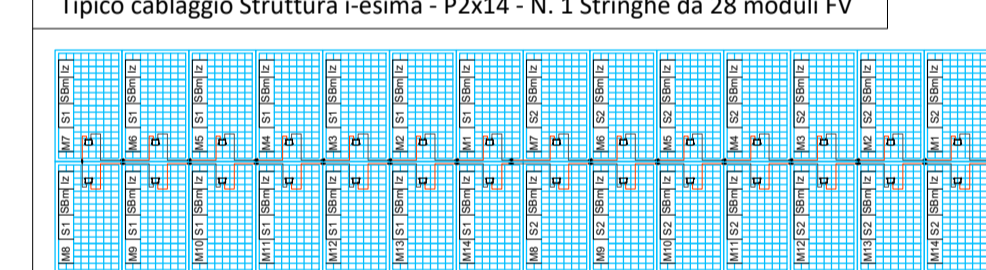 Tipico cablaggio Struttura i-esima - P2x14 - N. 1 Stringhe da 28 moduli FV
M7 S1 SBm Iz
M6 S1 SBm Iz
M5 S1 SBm Iz
M4 S1 SBm Iz
M3 S1 SBm Iz
M2 S1 SBm Iz
M1 S1 SBm Iz
M7 S2 SBm Iz
M6 S2 SBm Iz
M5 S2 SBm Iz
M4 S2 SBm Iz
M3 S2 SBm Iz
M2 S2 SBm Iz
M1 S2 SBm Iz
M8 S1 SBm Iz
M9 S1 SBm Iz
M10 S1 SBm Iz
M11 S1 SBm Iz
M12 S1 SBm Iz
M13 S1 SBm Iz
M14 S1 SBm Iz
M8 S2 SBm Iz
M9 S2 SBm Iz
M10 S2 SBm Iz
M11 S2 SBm Iz
M12 S2 SBm Iz
M13 S2 SBm Iz
M14 S2 SBm Iz